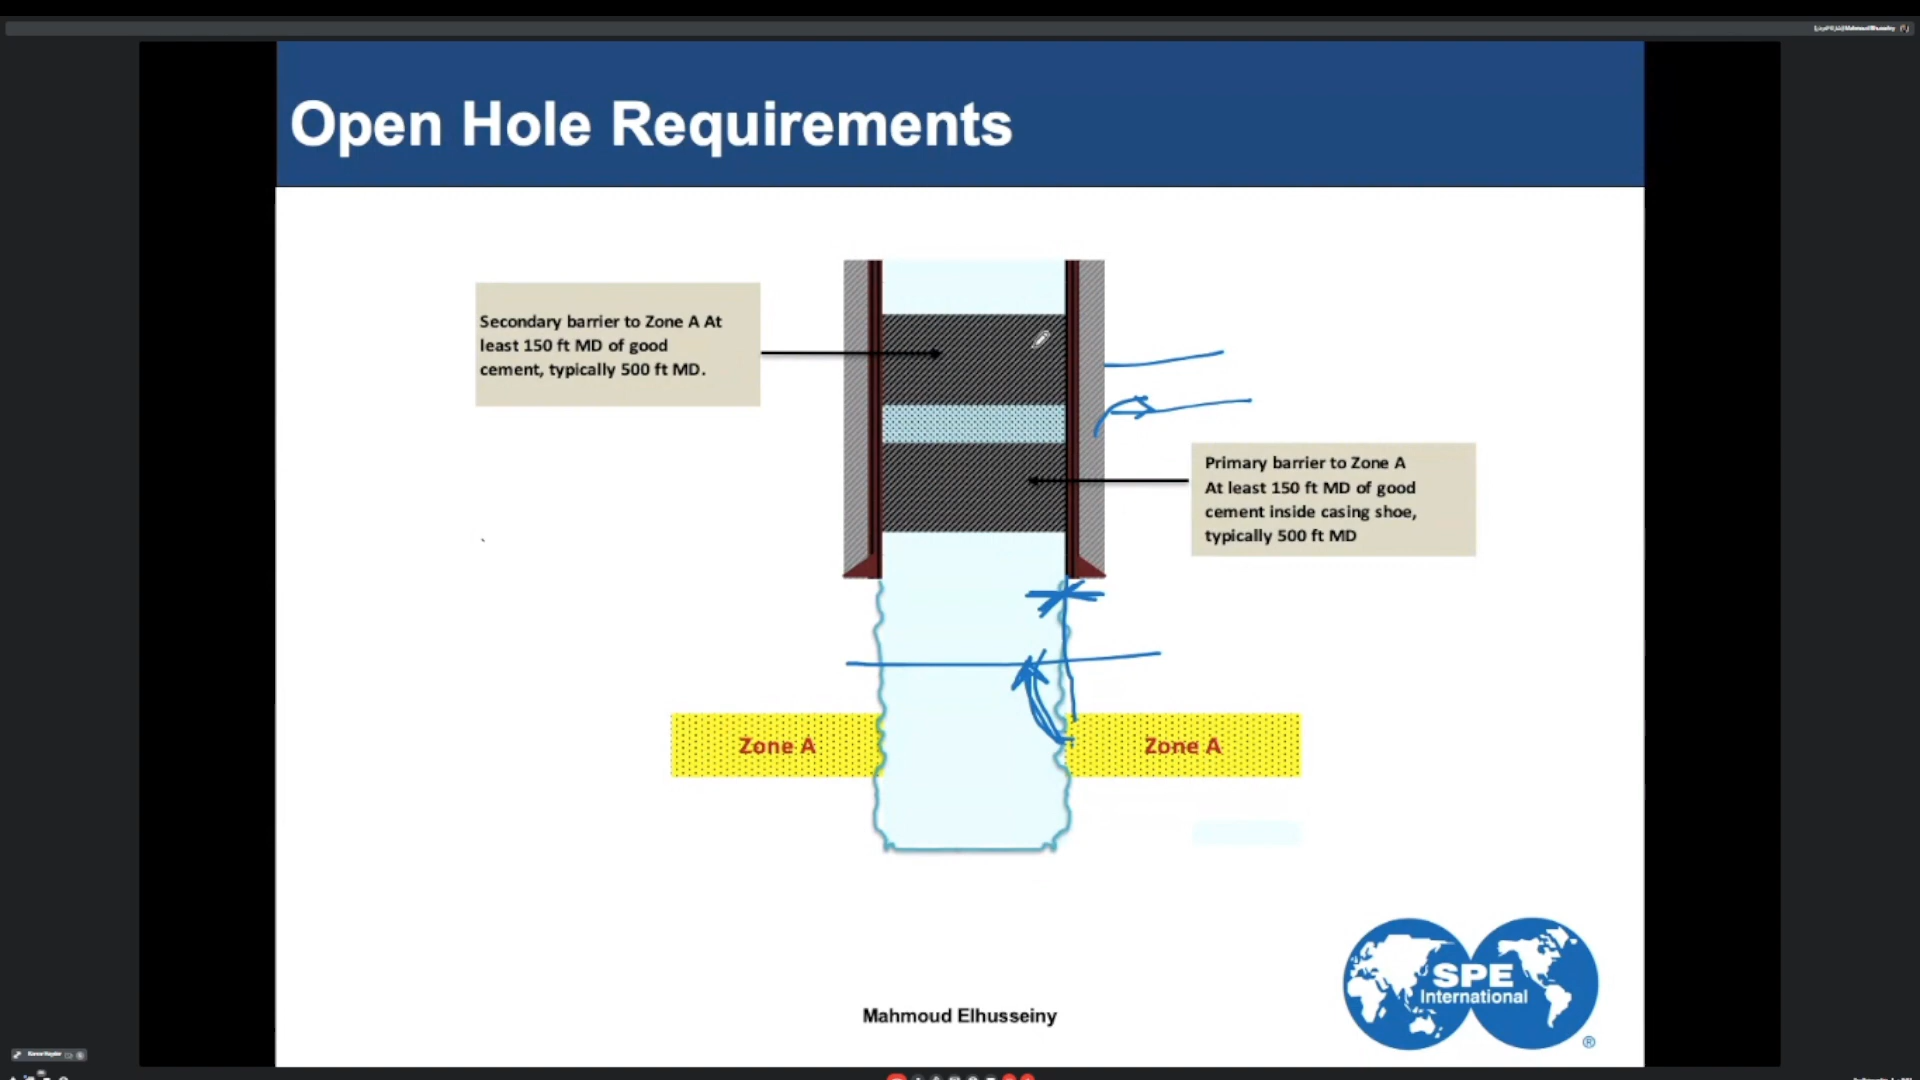 Open Hole Requirements
Secondary barrier to Zone A At
least 150 ft MD of good
cement, typically 500 ft MD.
Primary barrier to Zone A
At least 150 ft MD of good
cement inside casing shoe,
typically 500 ft MD
Zone A
Zone A
SPE
International
®
Mahmoud Elhusseiny